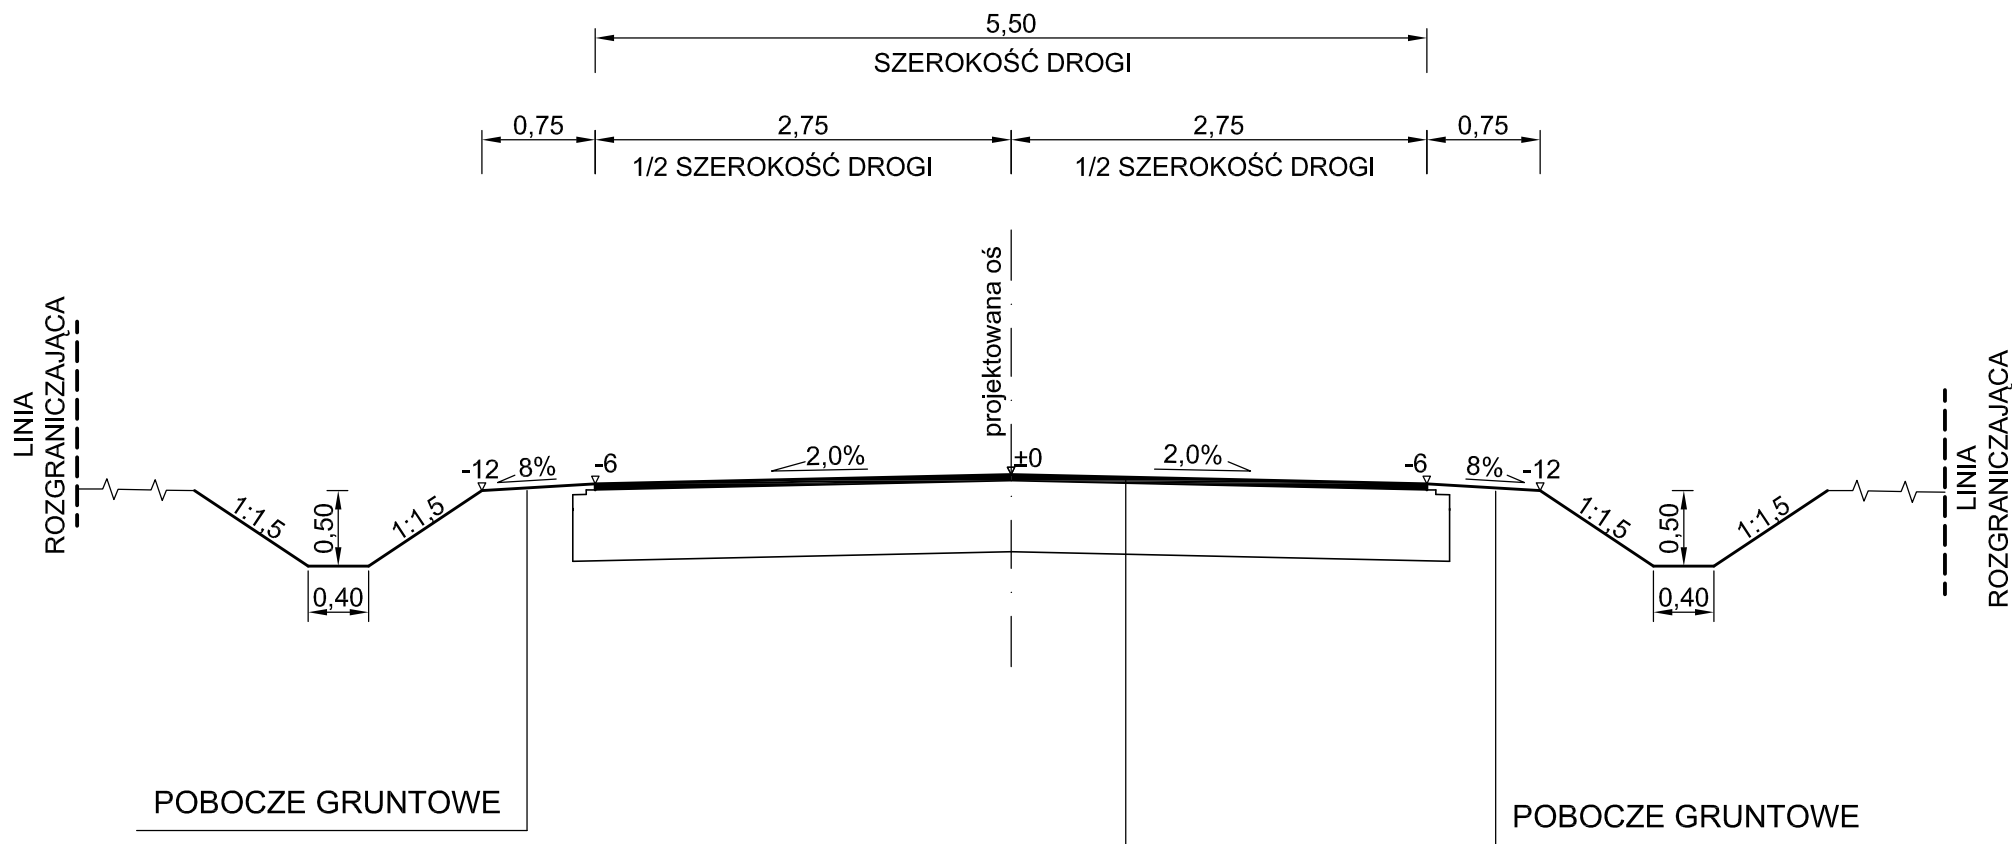 5,50
SZEROKOŚĆ DROGI
0,75
2,75
2,75
0,75
1/2 SZEROKOŚĆ DROGI
1/2 SZEROKOŚĆ DROGI
projektowana oś
LINIA
ROZGRANICZAJĄCA
LINIA
ROZGRANICZAJĄCA
-12
8%
-6
2,0%
±0
2,0%
-6
8%
-12
1:1,5
0,50
1:1,5
1:1,5
0,50
1:1,5
0,40
0,40
POBOCZE GRUNTOWE
POBOCZE GRUNTOWE